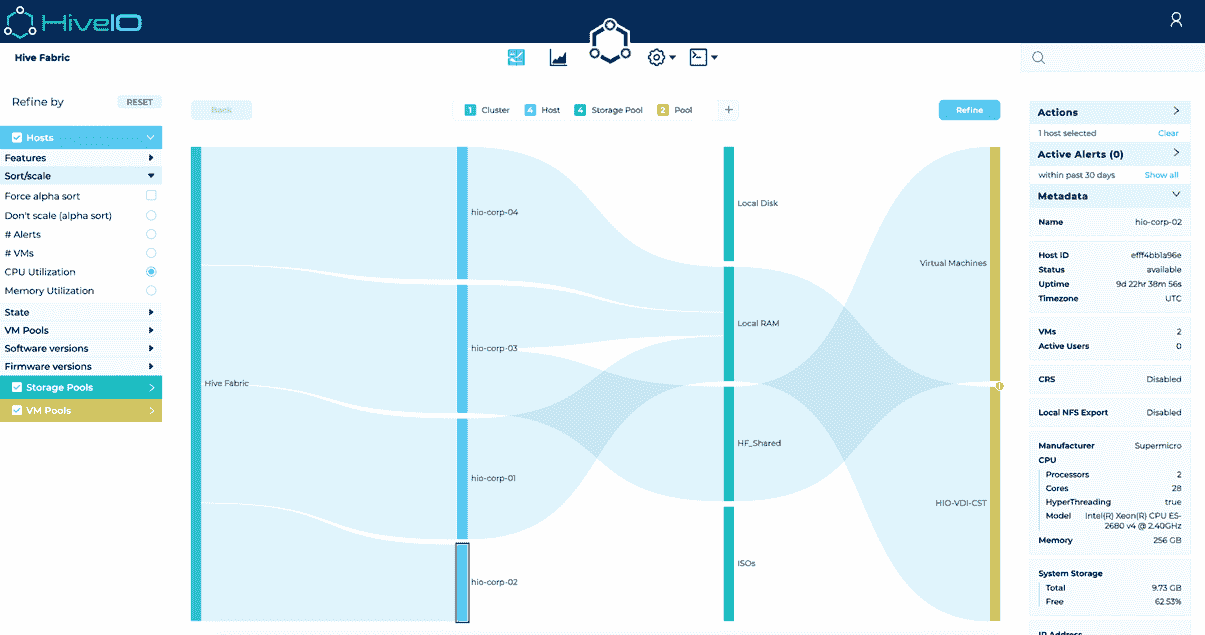 HiveIO
Hive Fabric
Refine by
RESET
Hosts
Features
Sort/scale
Force alpha sort
Don't scale (alpha sort)
# Alerts
# VMs
CPU Utilization
Memory Utilization
State
VM Pools
Software versions
Firmware versions
Storage Pools
VM Pools
Back
1 Cluster 4 Host 4 Storage Pool 2 Pool +
Refine
Hive Fabric
hio-corp-04
hio-corp-03
hio-corp-01
hio-corp-02
Local Disk
Local RAM
HF_Shared
ISOs
Virtual Machines
1
HIO-VDI-CST
Actions
1 host selected Clear
Active Alerts (0)
within past 30 days Show all
Metadata
Name hio-corp-02
Host ID efff4bb1a96e
Status available
Uptime 9d 22hr 38m 56s
Timezone UTC
VMs 2
Active Users 0
CRS Disabled
Local NFS Export Disabled
Manufacturer Supermicro
CPU
Processors 2
Cores 28
HyperThreading true
Model Intel(R) Xeon(R) CPU E5-
2680 v4 @ 2.40GHz
Memory 256 GB
System Storage
Total 9.73 GB
Free 62.53%
IP Address